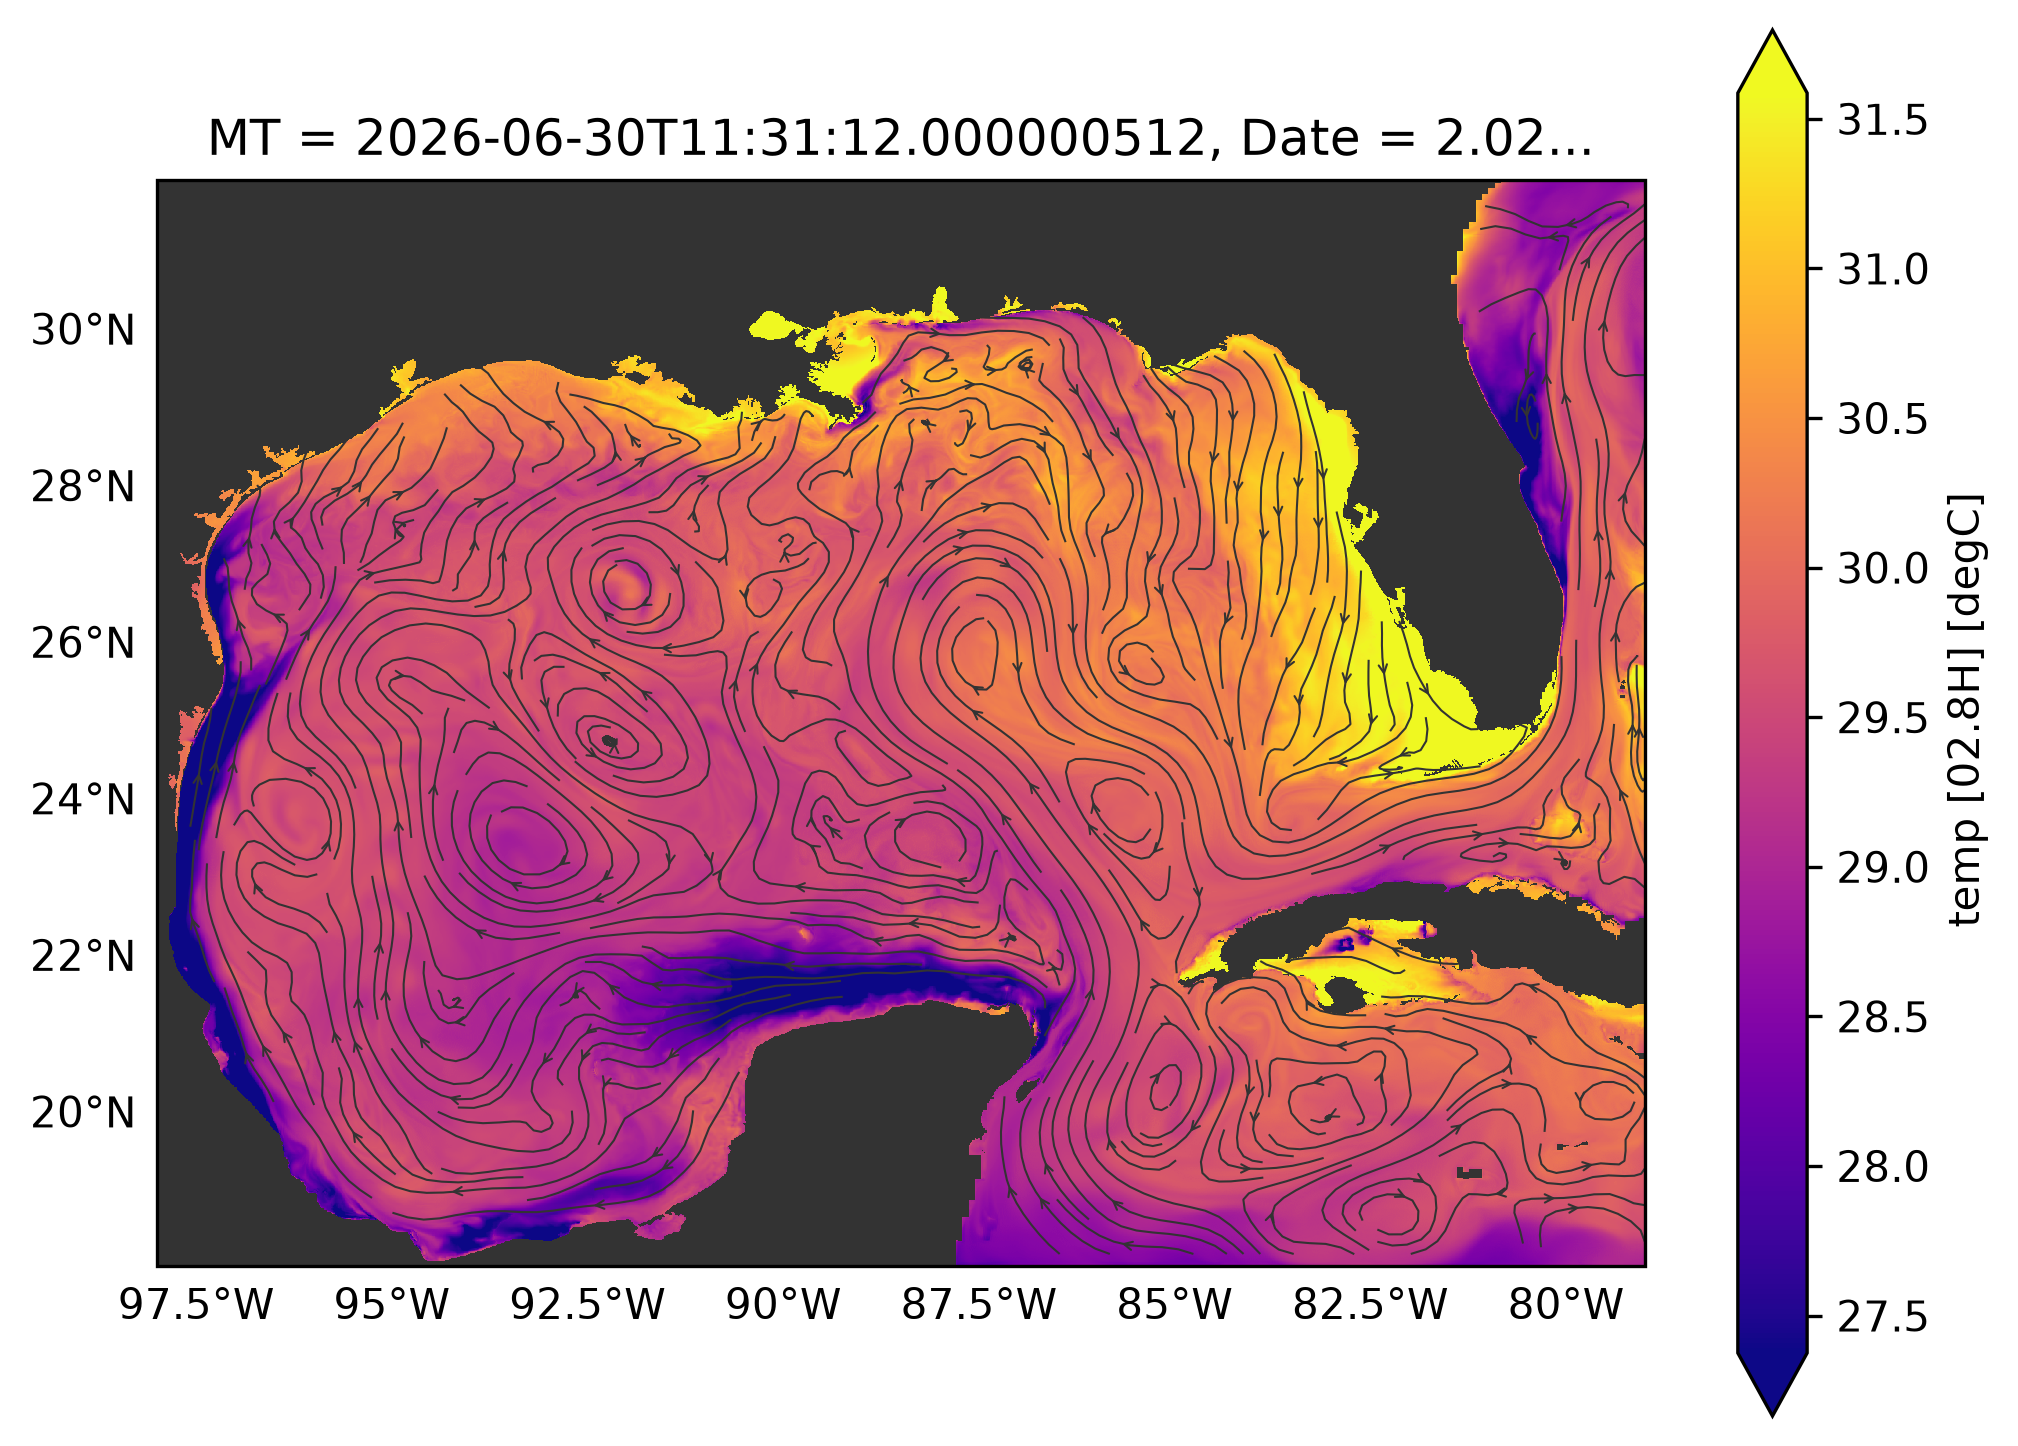 MT = 2026-06-30T11:31:12.000000512, Date = 2.02...
30°N
28°N
26°N
24°N
22°N
20°N
97.5°W
95°W
92.5°W
90°W
87.5°W
85°W
82.5°W
80°W
31.5
31.0
30.5
30.0
29.5
29.0
28.5
28.0
27.5
temp [02.8H] [degC]